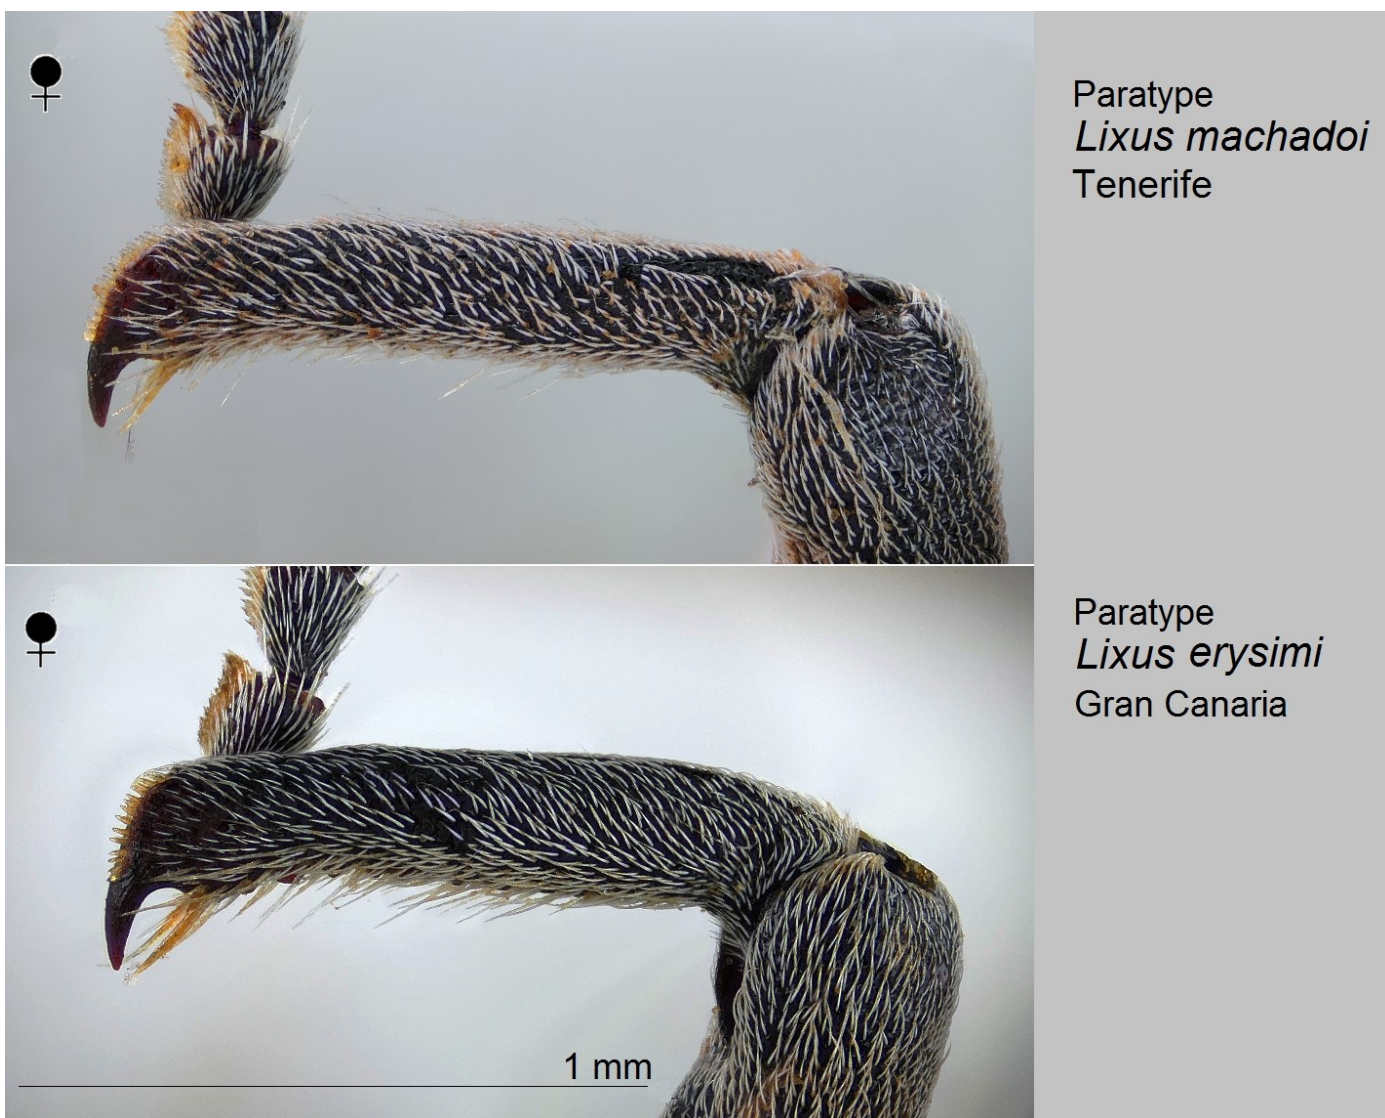 Paratype
Lixus machadoi
Tenerife
Paratype
Lixus erysimi
Gran Canaria
1 mm